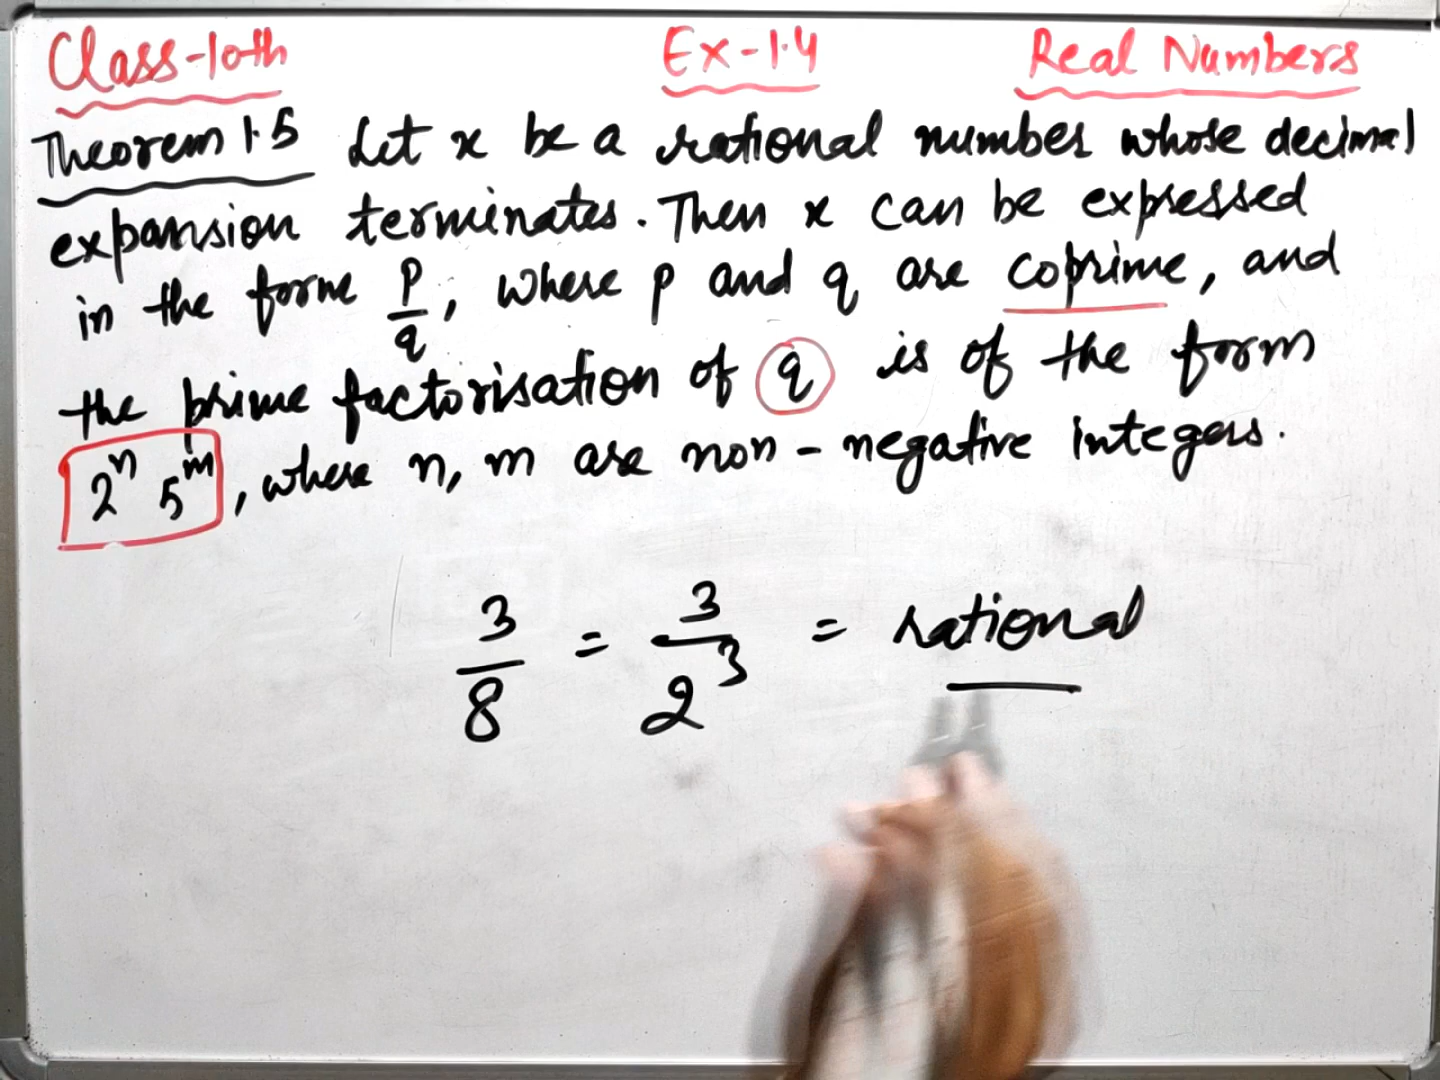 Class-10th Ex-1.4 Real Numbers
Theorem 1.5 Let x be a rational number whose decimal
expansion terminates. Then x can be expressed
in the form p/q, where p and q are coprime, and
the prime factorisation of q is of the form
2^n 5^m, where n, m are non-negative integers.
3/8 = 3/2^3 = rational